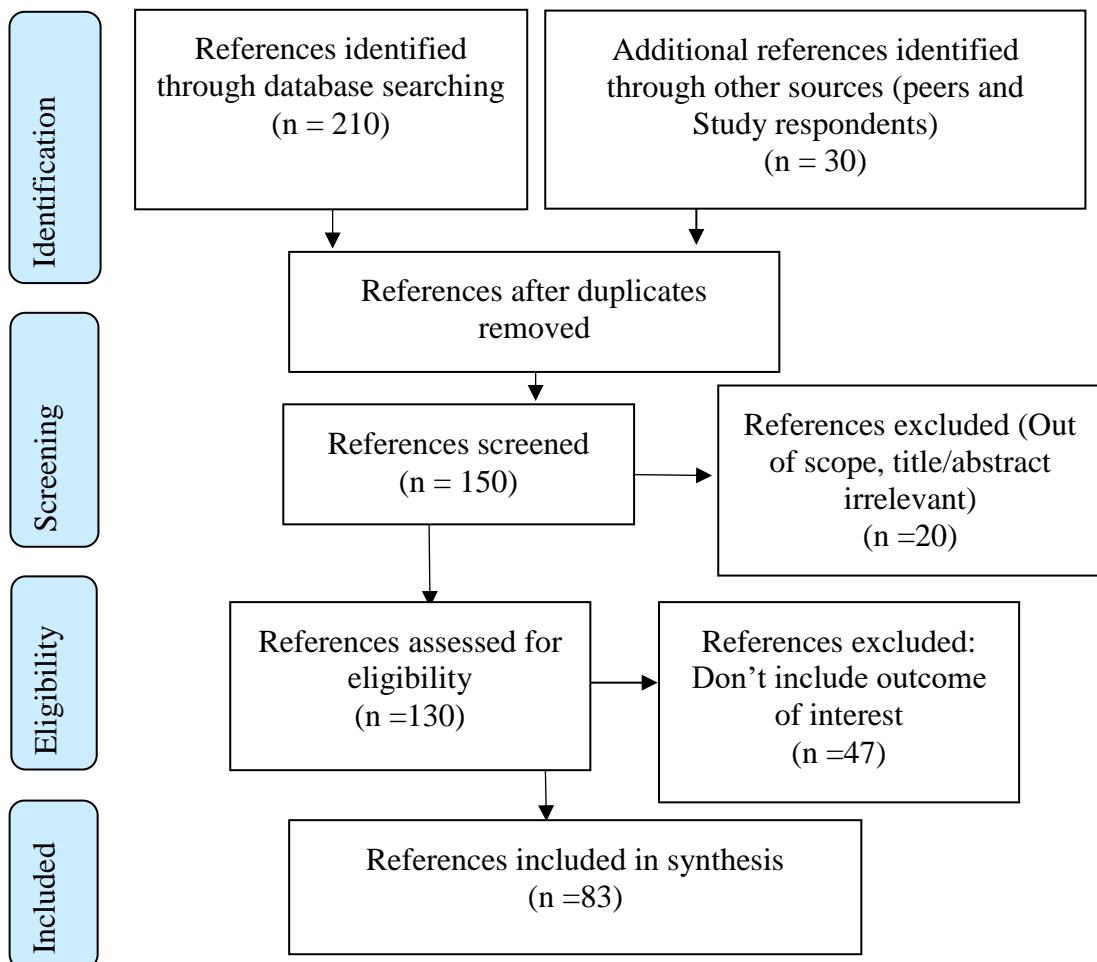 Identification
References identified
through database searching
(n = 210)
Additional references identified
through other sources (peers and
Study respondents)
(n = 30)
References after duplicates
removed
Screening
References screened
(n = 150)
References excluded (Out
of scope, title/abstract
irrelevant)
(n =20)
Eligibility
References assessed for
eligibility
(n =130)
References excluded:
Don’t include outcome
of interest
(n =47)
Included
References included in synthesis
(n =83)